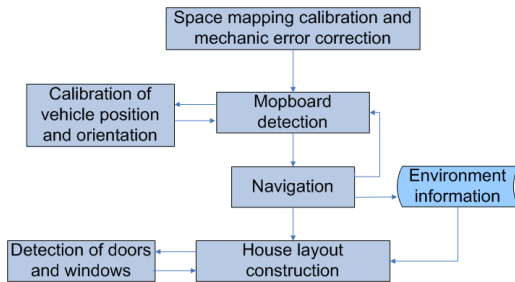 Space mapping calibration and
mechanic error correction
Calibration of
vehicle position
and orientation
Mopboard
detection
Navigation
Environment
information
Detection of doors
and windows
House layout
construction